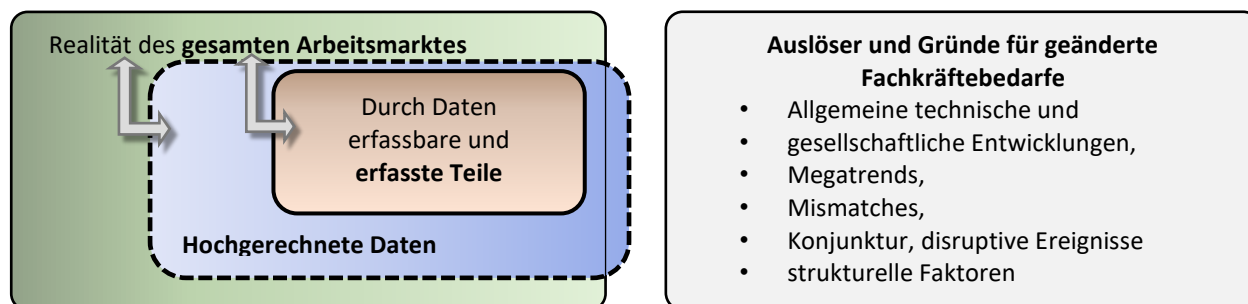 Realität des gesamten Arbeitsmarktes
Durch Daten
erfassbare und
erfasste Teile
Hochgerechnete Daten
Auslöser und Gründe für geänderte
Fachkräftebedarfe
• Allgemeine technische und
• gesellschaftliche Entwicklungen,
• Megatrends,
• Mismatches,
• Konjunktur, disruptive Ereignisse
• strukturelle Faktoren